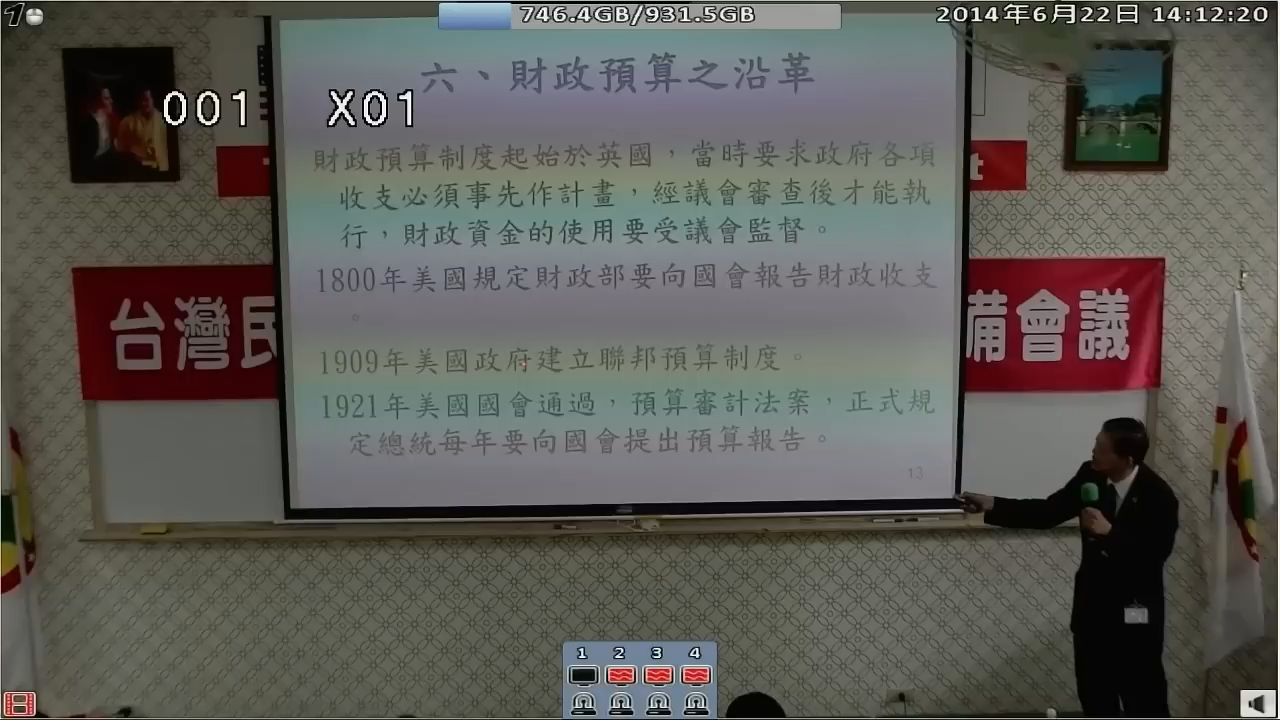 746.4GB/931.5GB
2014年6月22日 14:12:20
001 X01
六、財政預算之沿革
財政預算制度起始於英國，當時要求政府各項
收支必須事先作計畫，經議會審查後才能執
行，財政資金的使用要受議會監督。
1800年美國規定財政部要向國會報告財政收支
。
1909年美國政府建立聯邦預算制度。
1921年美國國會通過，預算審計法案，正式規
定總統每年要向國會提出預算報告。
13
t
台灣民
備會議
1 2 3 4